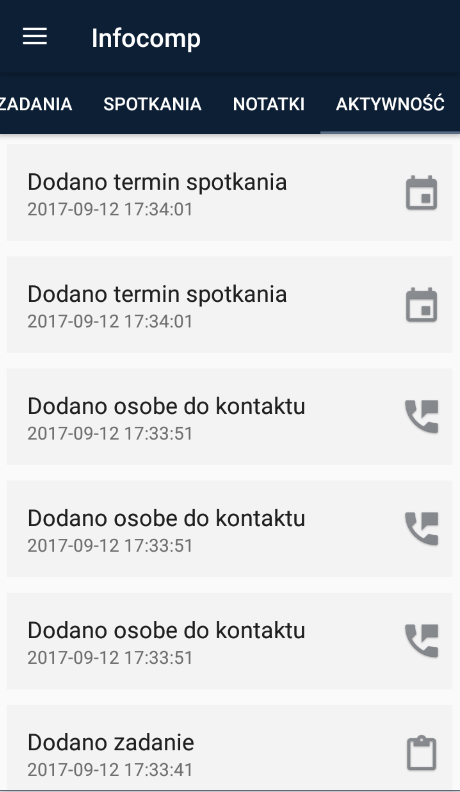 Infocomp
ZADANIA SPOTKANIA NOTATKI AKTYWNOŚĆ
Dodano termin spotkania
2017-09-12 17:34:01
Dodano termin spotkania
2017-09-12 17:34:01
Dodano osobe do kontaktu
2017-09-12 17:33:51
Dodano osobe do kontaktu
2017-09-12 17:33:51
Dodano osobe do kontaktu
2017-09-12 17:33:51
Dodano zadanie
2017-09-12 17:33:41